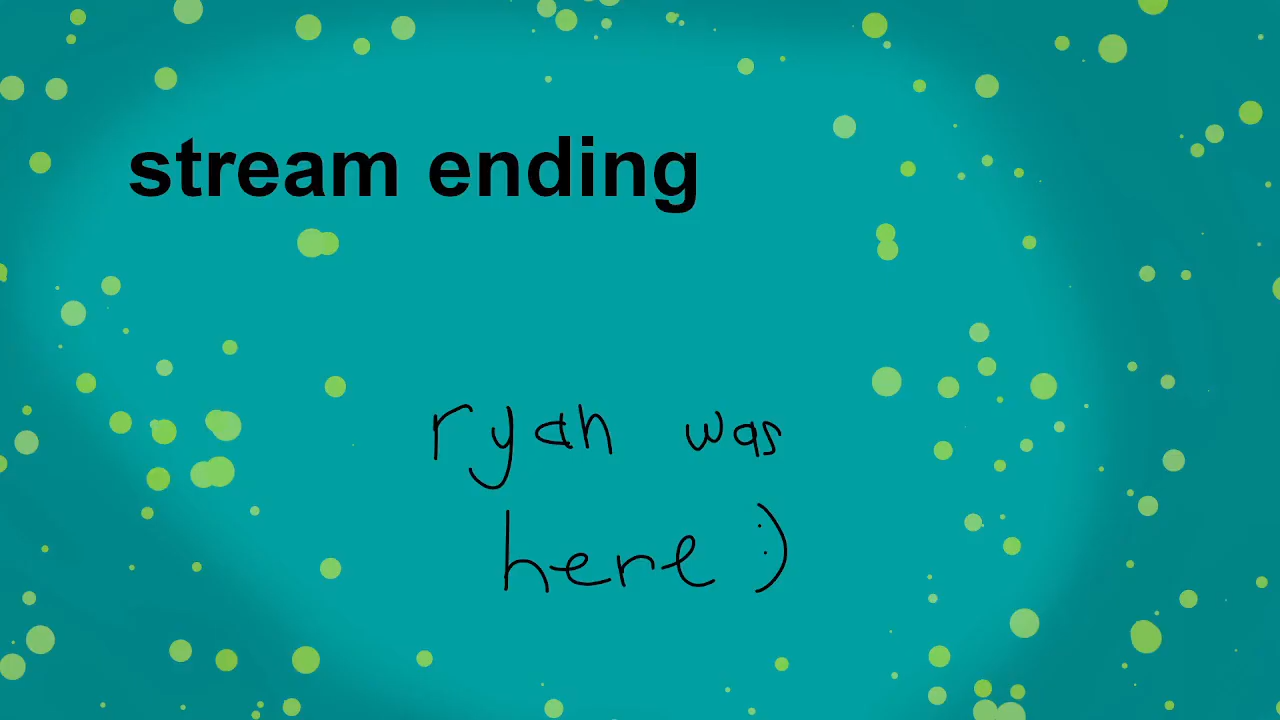 stream ending
ryan was
here :)